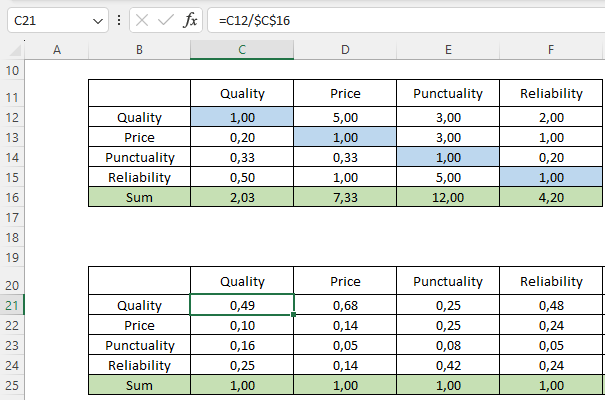 C21 fx =C12/$C$16
A B C D E F
10
11 Quality Price Punctuality Reliability
12 Quality 1,00 5,00 3,00 2,00
13 Price 0,20 1,00 3,00 1,00
14 Punctuality 0,33 0,33 1,00 0,20
15 Reliability 0,50 1,00 5,00 1,00
16 Sum 2,03 7,33 12,00 4,20
17
18
19
20 Quality Price Punctuality Reliability
21 Quality 0,49 0,68 0,25 0,48
22 Price 0,10 0,14 0,25 0,24
23 Punctuality 0,16 0,05 0,08 0,05
24 Reliability 0,25 0,14 0,42 0,24
25 Sum 1,00 1,00 1,00 1,00